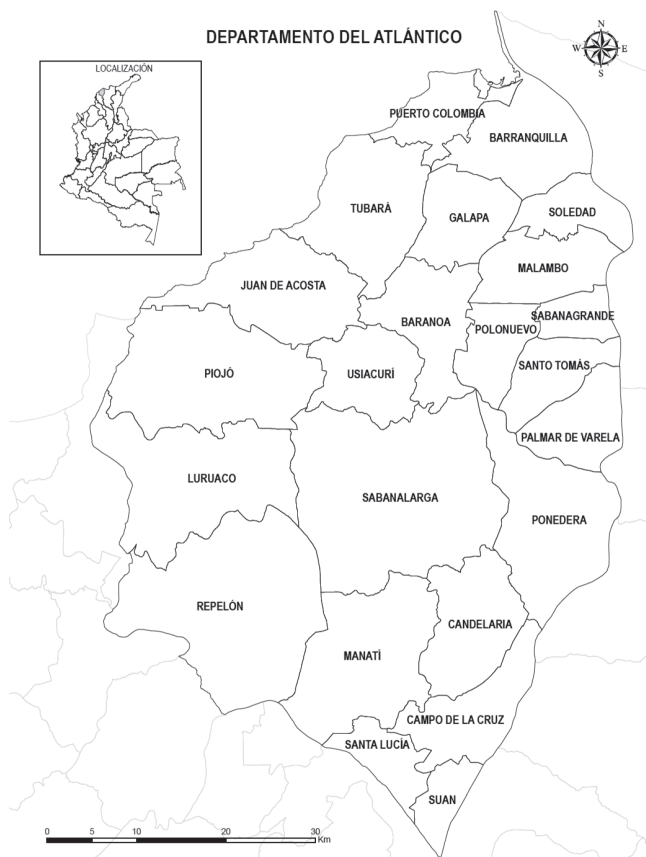 DEPARTAMENTO DEL ATLÁNTICO
N
W
E
S
LOCALIZACIÓN
PUERTO COLOMBIA
BARRANQUILLA
TUBARÁ
GALAPA
SOLEDAD
MALAMBO
JUAN DE ACOSTA
BARANOA
POLONUEVO
SABANAGRANDE
PIOJÓ
USIACURÍ
SANTO TOMÁS
PALMAR DE VARELA
LURUACO
SABANALARGA
PONEDERA
REPELÓN
CANDELARIA
MANATÍ
CAMPO DE LA CRUZ
SANTA LUCÍA
SUAN
0 5 10 20 30
Km